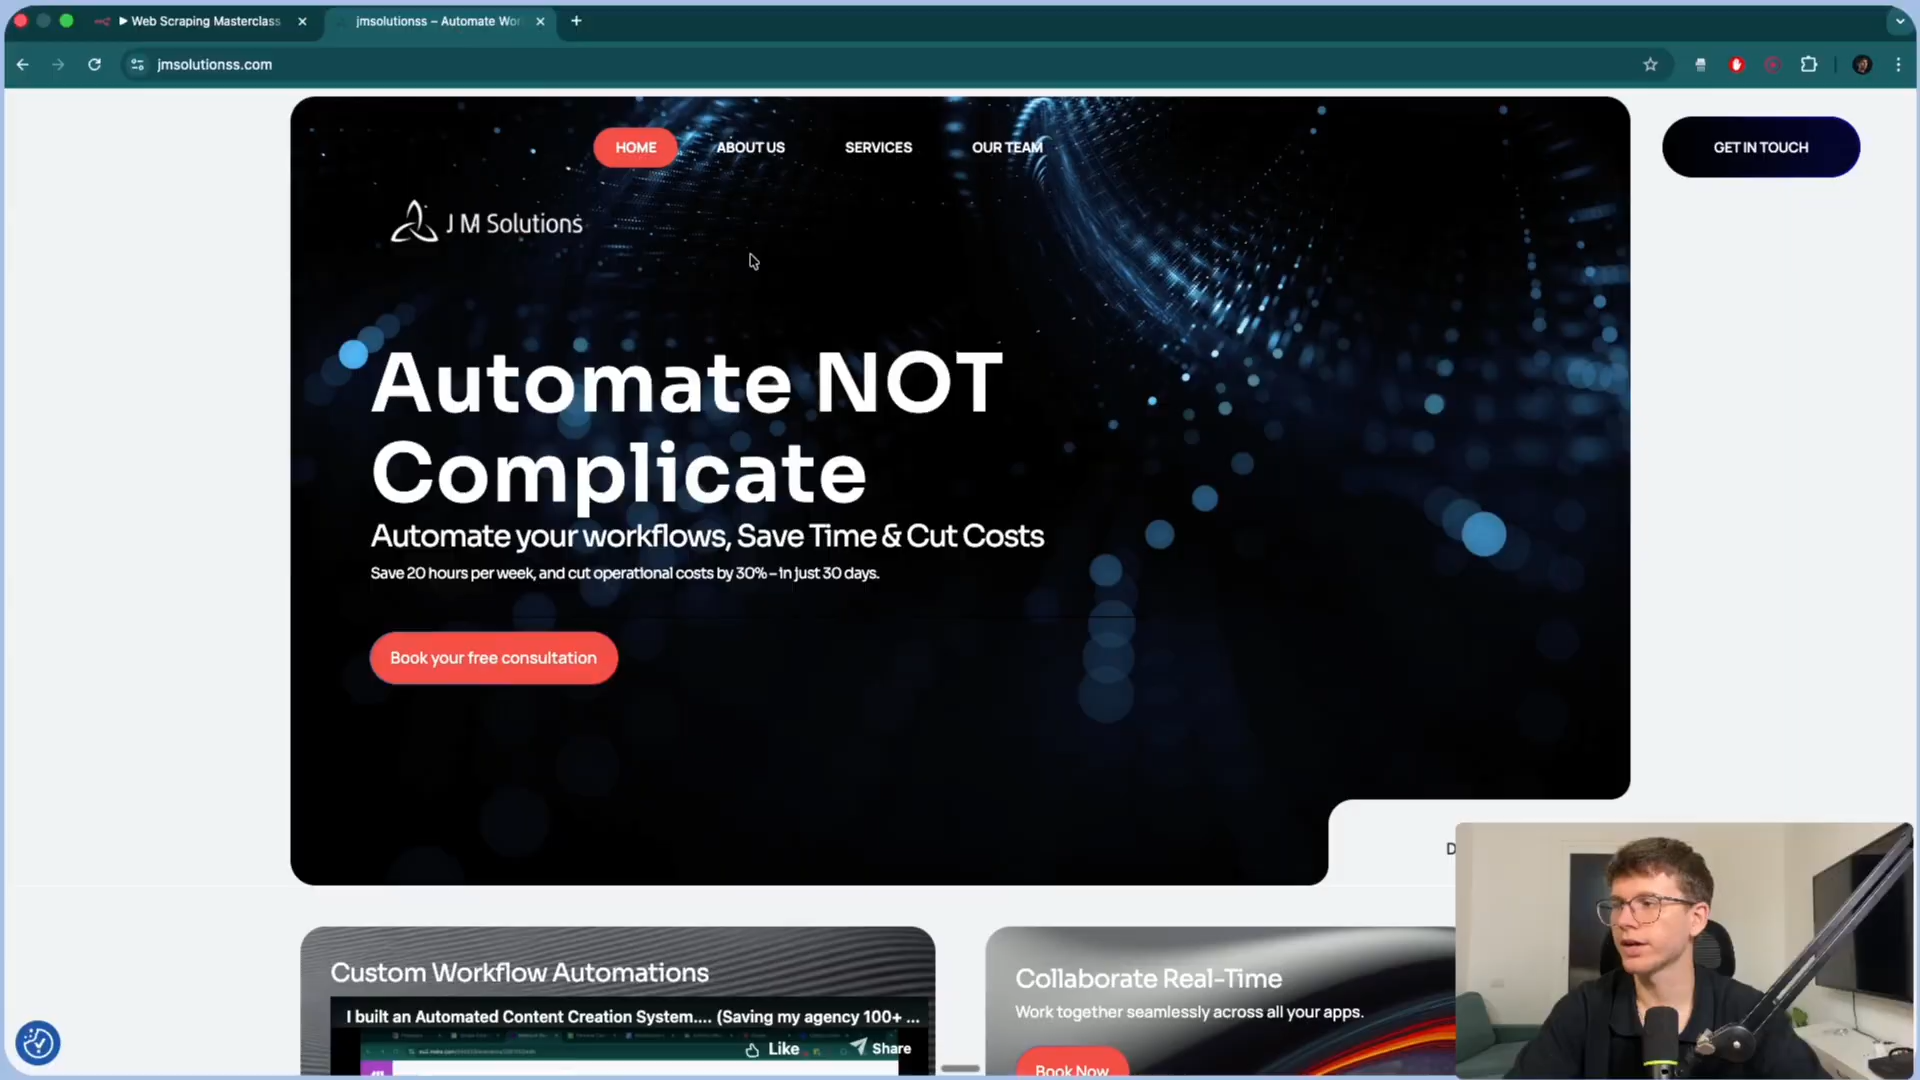 Web Scraping Masterclass
jmsolutionss – Automate Wo
jmsolutionss.com
HOME
ABOUT US
SERVICES
OUR TEAM
GET IN TOUCH
J M Solutions
Automate NOT
Complicate
Automate your workflows, Save Time & Cut Costs
Save 20 hours per week, and cut operational costs by 30% – in just 30 days.
Book your free consultation
D
Custom Workflow Automations
I built an Automated Content Creation System.... (Saving my agency 100+ ...
Like
Share
Collaborate Real-Time
Work together seamlessly across all your apps.
Book Now